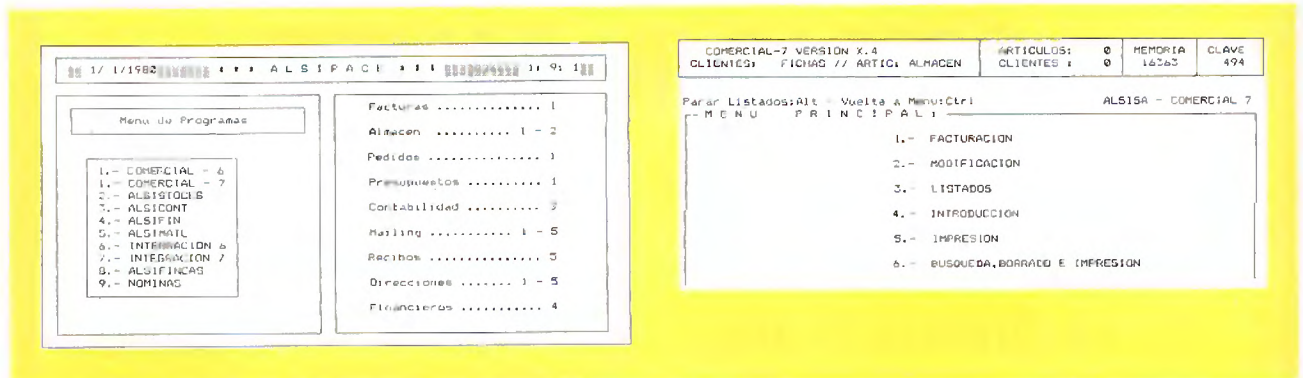 1/ 1/1980 ALSIPACE 1: 9: 1
Menu de Programas
1.- COMERCIAL - 6
1.- COMERCIAL - 7
2.- ALSISTOCKS
3.- ALSICONT
4.- ALSIFIN
5.- ALSIMAIL
6.- INTEGRACION 6
7.- INTEGRACION 7
8.- ALSIFINCAS
9.- NOMINAS
Facturas .............. 1
Almacen .......... 1 - 2
Pedidos ............... 1
Presupuestos .......... 1
Contabilidad .......... 3
Mailing ........... 1 - 5
Recibos ............... 5
Direcciones ....... 1 - 5
Financieros ........... 4
COMERCIAL-7 VERSION X.4
CLIENTES: FICHAS // ARTIC: ALMACEN
ARTICULOS: 0
CLIENTES : 0
MEMORIA
16363
CLAVE
494
Parar Listados:Alt - Vuelta a Menu:Ctrl ALSISA - COMERCIAL 7
MENU PRINCIPAL:
1.- FACTURACION
2.- MODIFICACION
3.- LISTADOS
4.- INTRODUCCION
5.- IMPRESION
6.- BUSQUEDA,BORRADO E IMPRESION